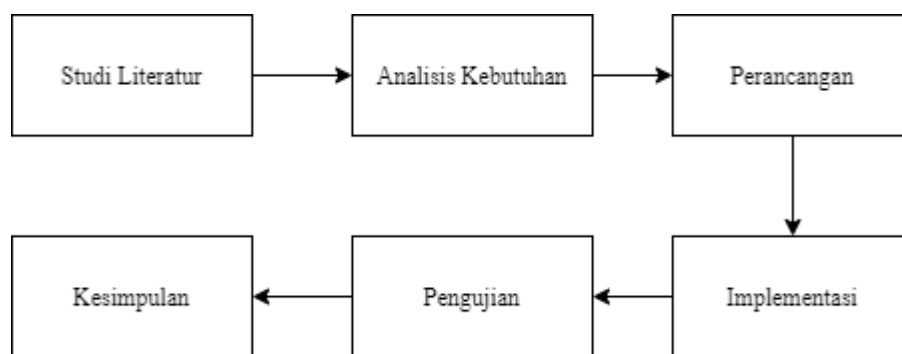 Studi Literatur
Analisis Kebutuhan
Perancangan
Implementasi
Pengujian
Kesimpulan